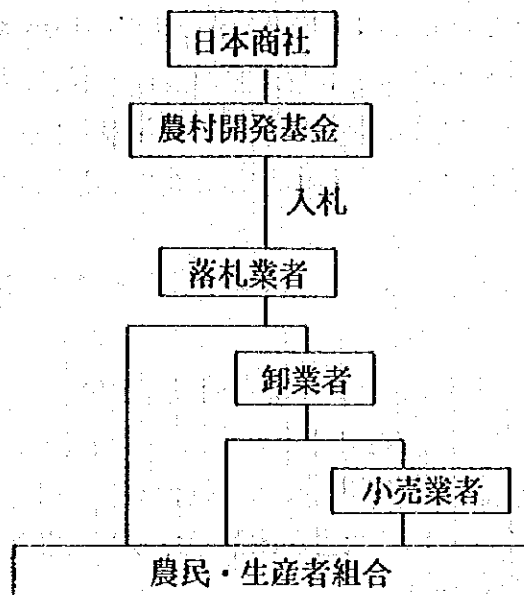 日本商社
農村開発基金
入札
落札業者
卸業者
小売業者
農民・生産者組合